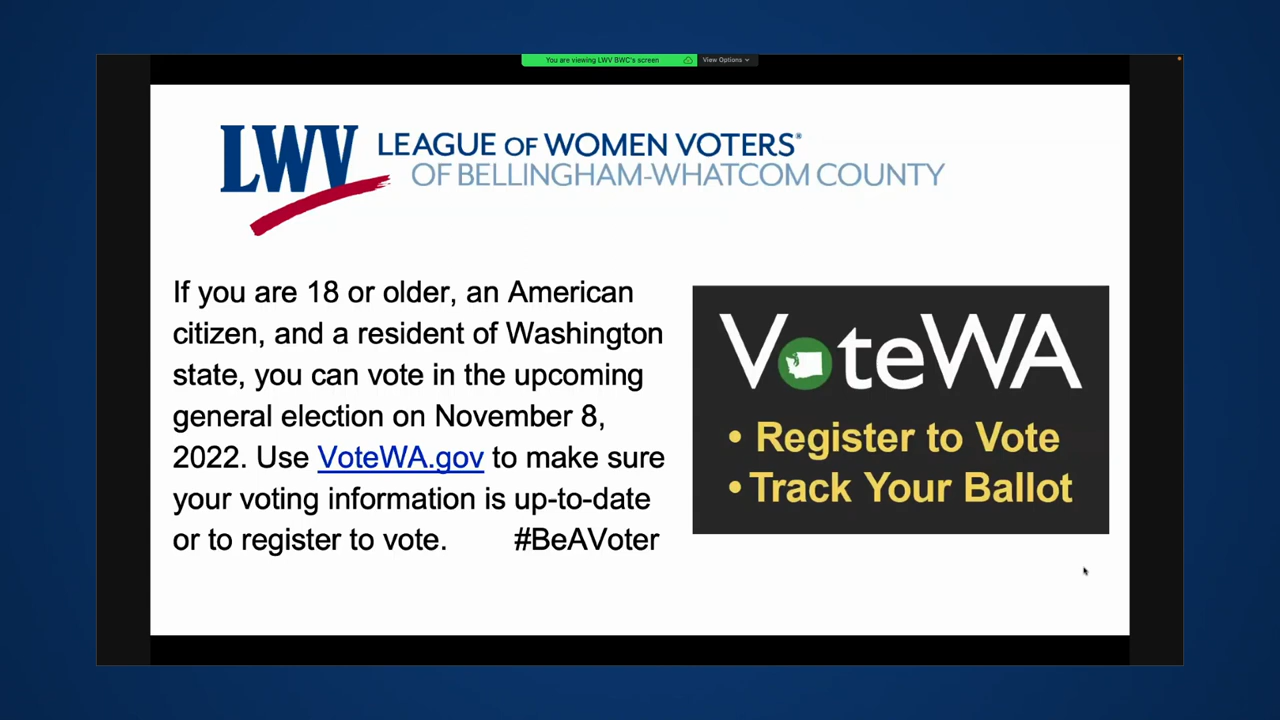 You are viewing LWV BWC's screen
View Options
LWV
LEAGUE OF WOMEN VOTERS®
OF BELLINGHAM-WHATCOM COUNTY
If you are 18 or older, an American
citizen, and a resident of Washington
state, you can vote in the upcoming
general election on November 8,
2022. Use VoteWA.gov to make sure
your voting information is up-to-date
or to register to vote. #BeAVoter
VoteWA
• Register to Vote
• Track Your Ballot